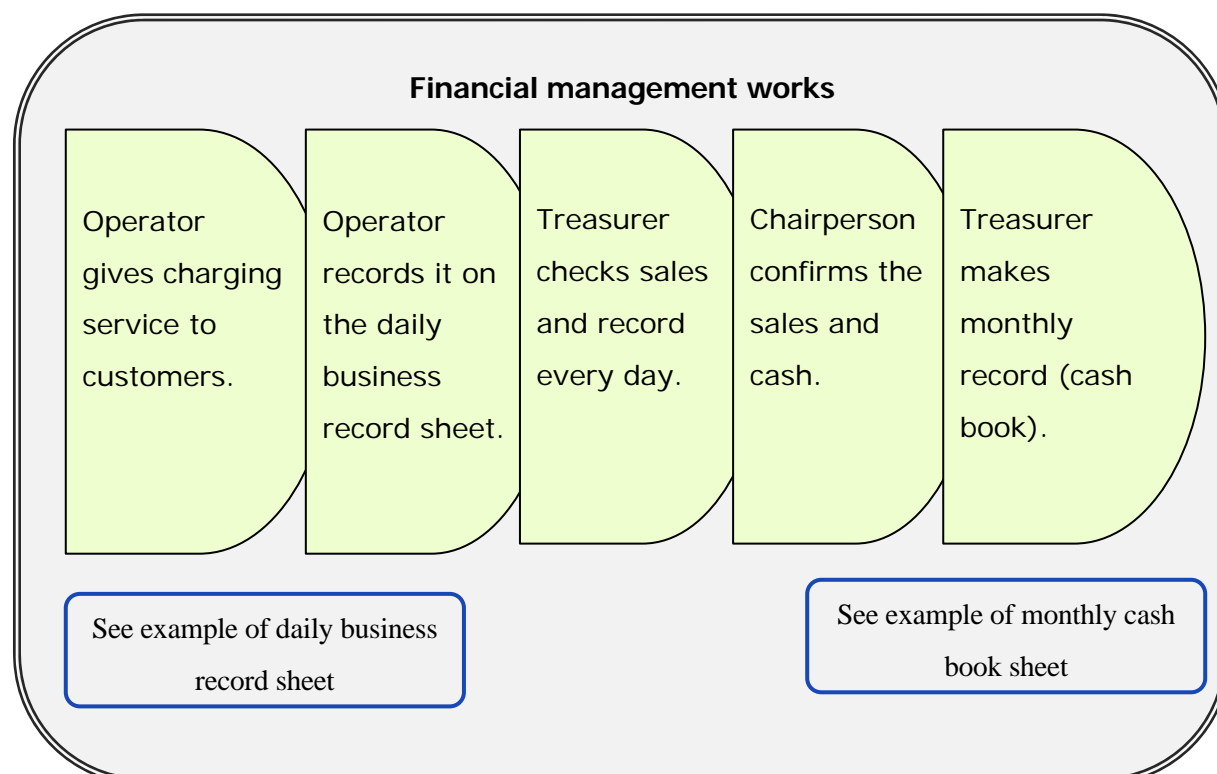 Financial management works
Operator
gives charging
service to
customers.
Operator
records it on
the daily
business
record sheet.
Treasurer
checks sales
and record
every day.
Chairperson
confirms the
sales and
cash.
Treasurer
makes
monthly
record (cash
book).
See example of daily business
record sheet
See example of monthly cash
book sheet